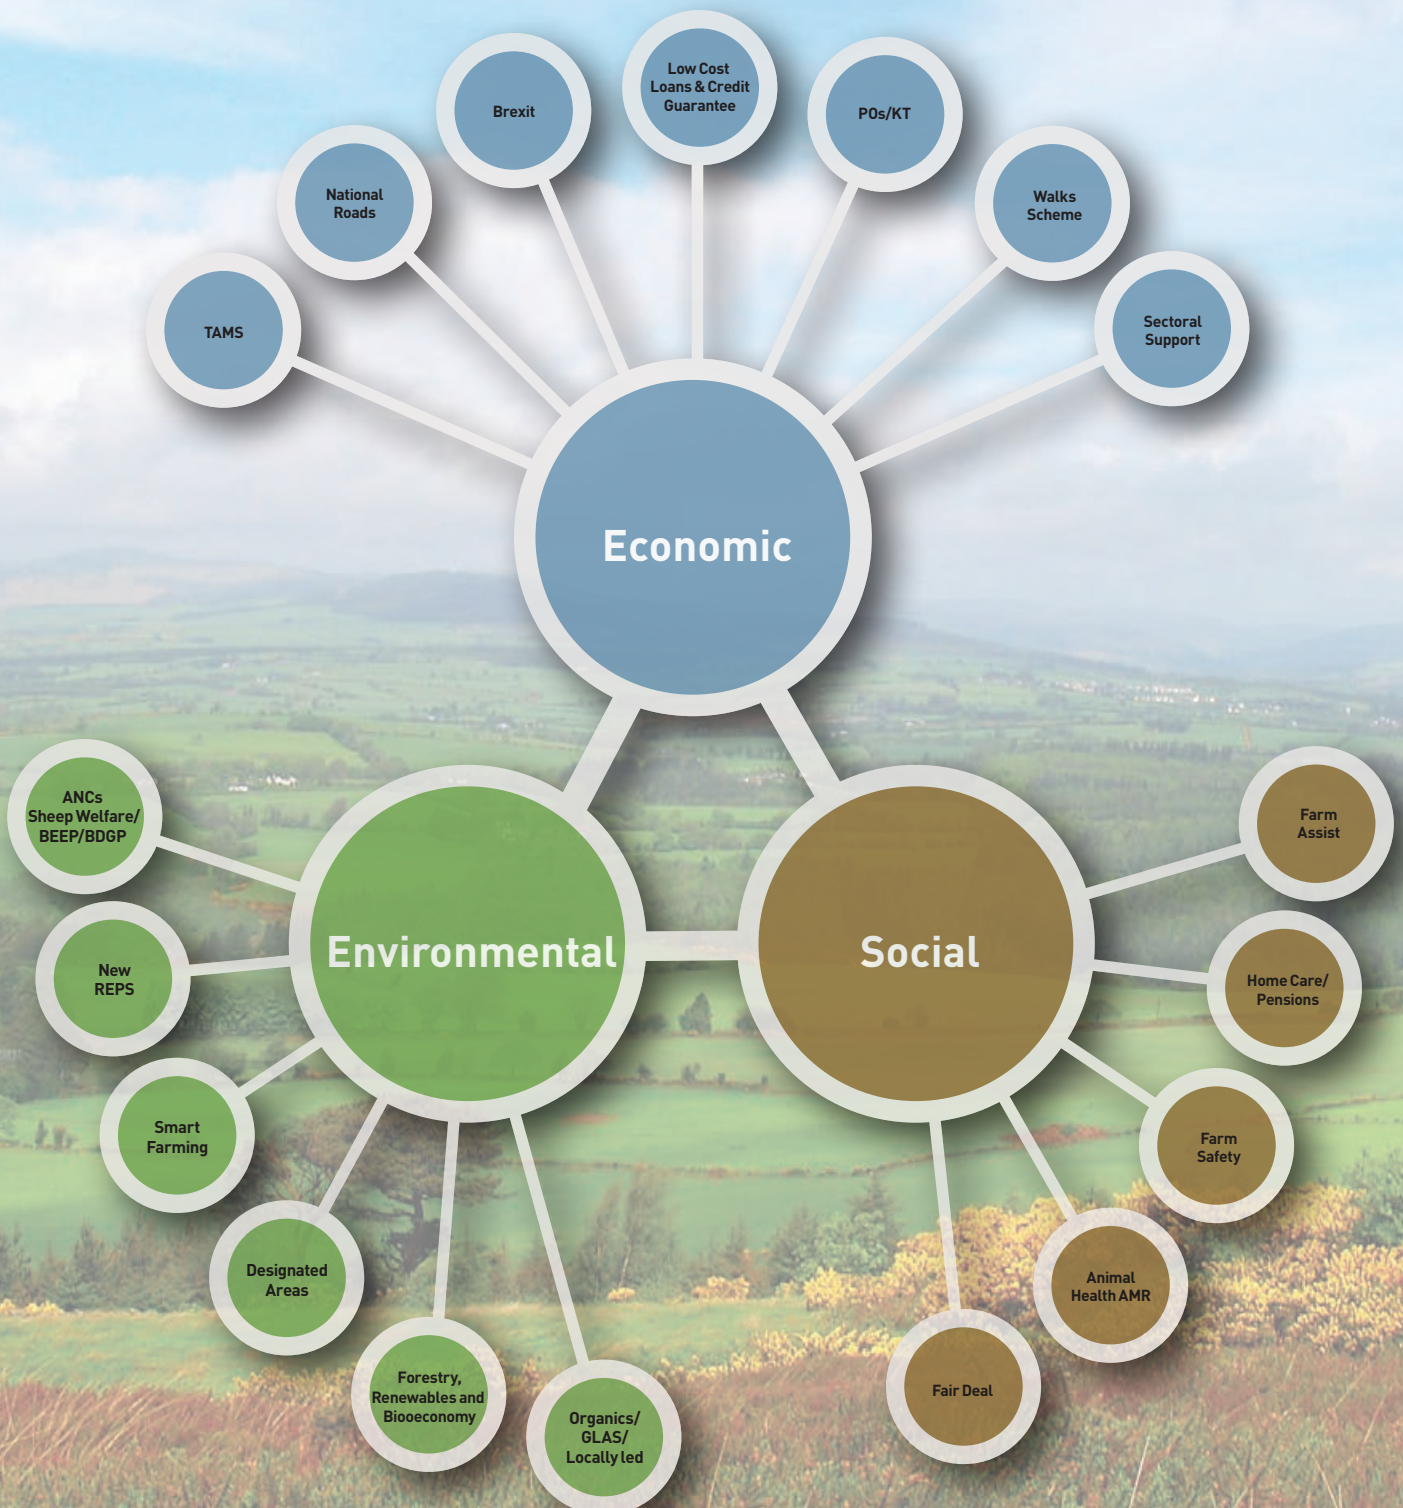 Low Cost
Loans & Credit
Guarantee
Brexit
POs/KT
National
Roads
Walks
Scheme
TAMS
Sectoral
Support
Economic
ANCs
Sheep Welfare/
BEEP/BDGP
Farm
Assist
Environmental
Social
New
REPS
Home Care/
Pensions
Smart
Farming
Farm
Safety
Designated
Areas
Animal
Health AMR
Forestry,
Renewables and
Biooeconomy
Fair Deal
Organics/
GLAS/
Locally led